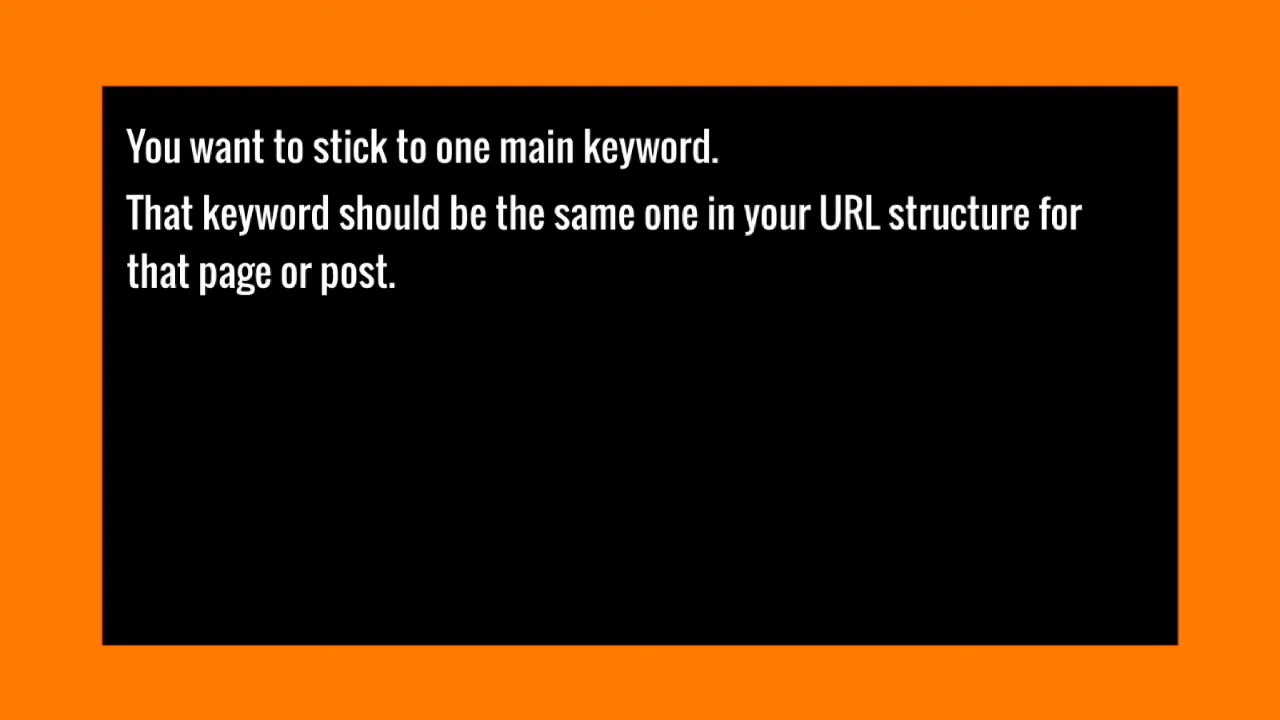 You want to stick to one main keyword.
That keyword should be the same one in your URL structure for
that page or post.